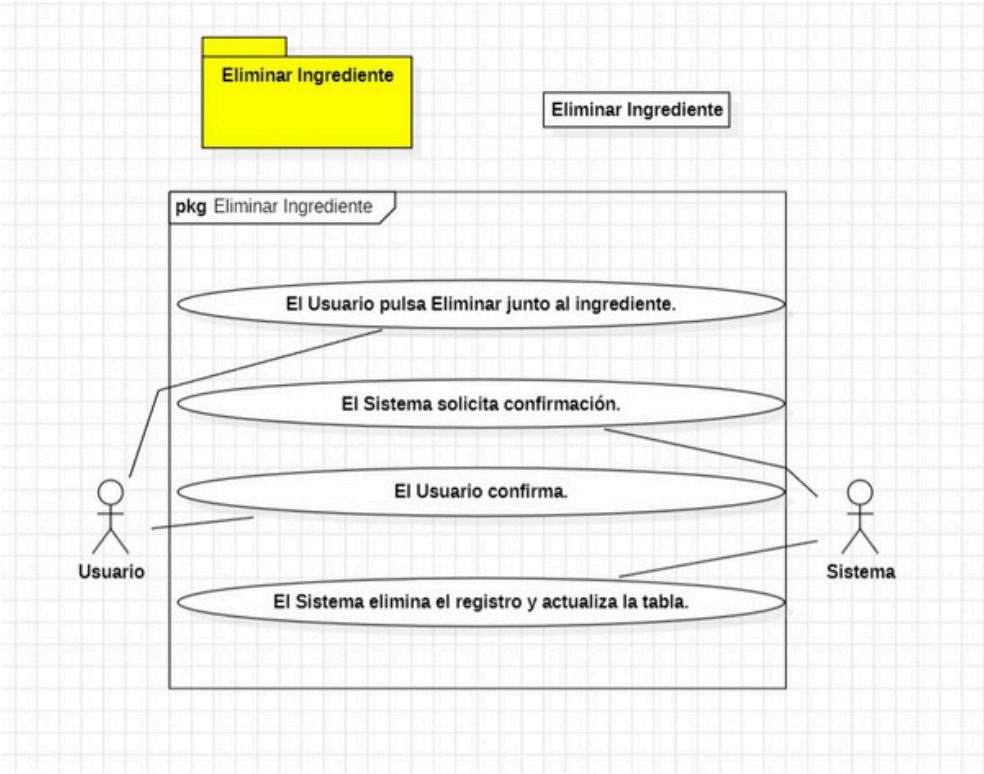 Eliminar Ingrediente
Eliminar Ingrediente
pkg Eliminar Ingrediente
El Usuario pulsa Eliminar junto al ingrediente.
El Sistema solicita confirmación.
El Usuario confirma.
Usuario
Sistema
El Sistema elimina el registro y actualiza la tabla.